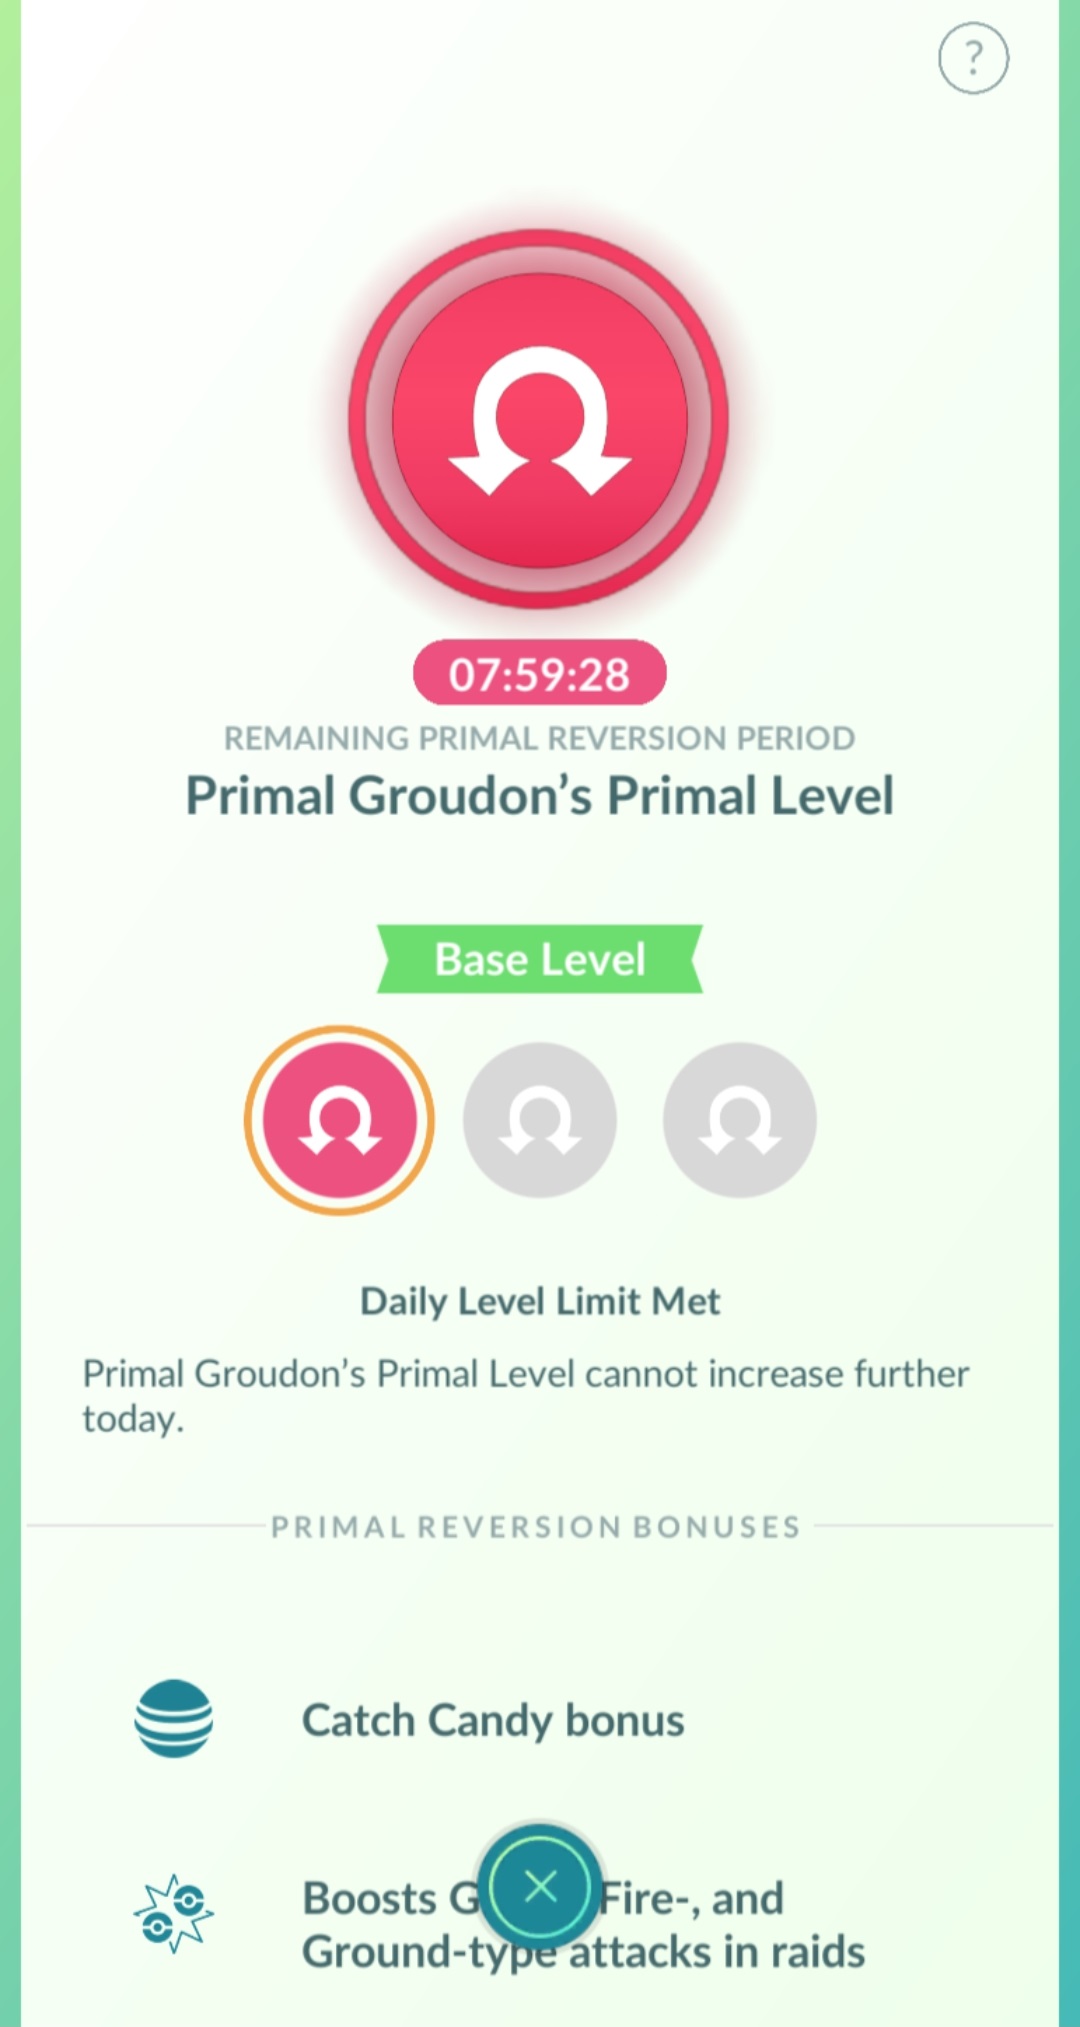 ?
07:59:28
REMAINING PRIMAL REVERSION PERIOD
Primal Groudon’s Primal Level
Base Level
Daily Level Limit Met
Primal Groudon’s Primal Level cannot increase further
today.
PRIMAL REVERSION BONUSES
Catch Candy bonus
Boosts Fire-, and
Ground-type attacks in raids